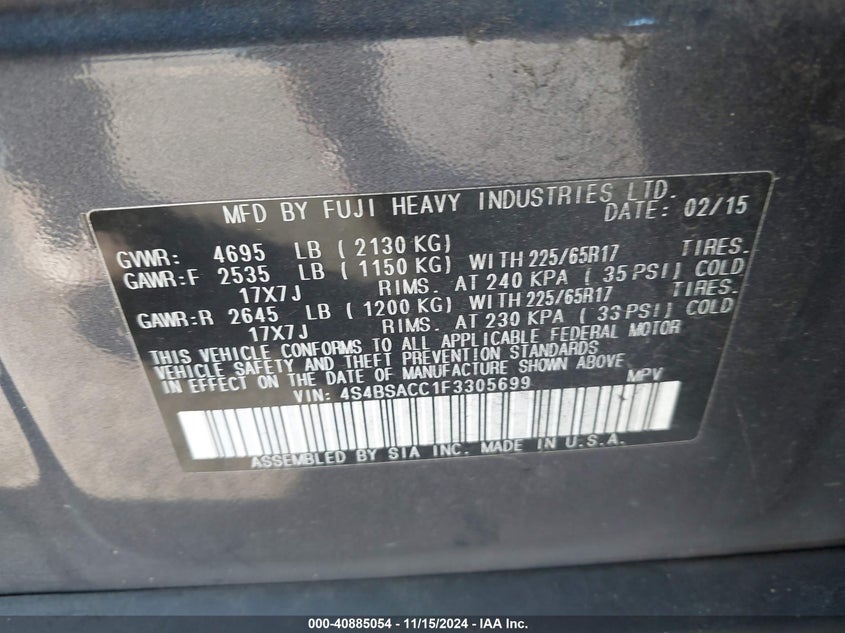 MFD BY FUJI HEAVY INDUSTRIES LTD.
DATE: 02/15
GVWR: 4695 LB (2130 KG)
GAWR:F 2535 LB (1150 KG) WITH 225/65R17 TIRES.
17X7J RIMS. AT 240 KPA (35 PSI) COLD
GAWR:R 2645 LB (1200 KG) WITH 225/65R17 TIRES.
17X7J RIMS. AT 230 KPA (33 PSI) COLD
THIS VEHICLE CONFORMS TO ALL APPLICABLE FEDERAL MOTOR
VEHICLE SAFETY AND THEFT PREVENTION STANDARDS
IN EFFECT ON THE DATE OF MANUFACTURE SHOWN ABOVE.
VIN: 4S4BSACC1F3305699 MPV
ASSEMBLED BY SIA INC. MADE IN U.S.A.
000-40885054 - 11/15/2024 - IAA Inc.